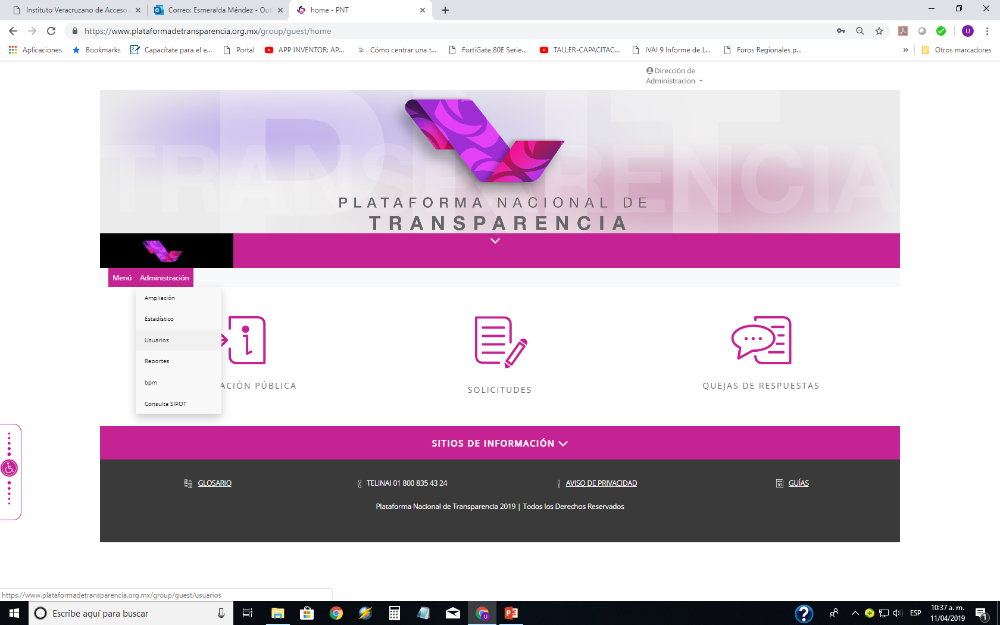 Instituto Veracruzano de Acceso
Correo: Esmeralda Méndez - Out
home - PNT
https://www.plataformadetransparencia.org.mx/group/guest/home
U
Aplicaciones
Bookmarks
Capacítate para el e...
Portal
APP INVENTOR: AP...
Cómo centrar una t...
FortiGate 80E Serie...
TALLER-CAPACITAC...
IVAI 9 Informe de L...
Foros Regionales p...
»
Otros marcadores
Dirección de
Administracion
PNT
TRANSPARENCIA
PLATAFORMA NACIONAL DE
TRANSPARENCIA
Menú
Administración
Ampliación
Estadístico
Usuarios
Reportes
bpm
Consulta SIPOT
ACIÓN PÚBLICA
SOLICITUDES
QUEJAS DE RESPUESTAS
SITIOS DE INFORMACIÓN
GLOSARIO
TELINAI 01 800 835 43 24
AVISO DE PRIVACIDAD
GUÍAS
Plataforma Nacional de Transparencia 2019 | Todos los Derechos Reservados
https://www.plataformadetransparencia.org.mx/group/guest/usuarios
Escribe aquí para buscar
ESP
10:37 a. m.
11/04/2019
1